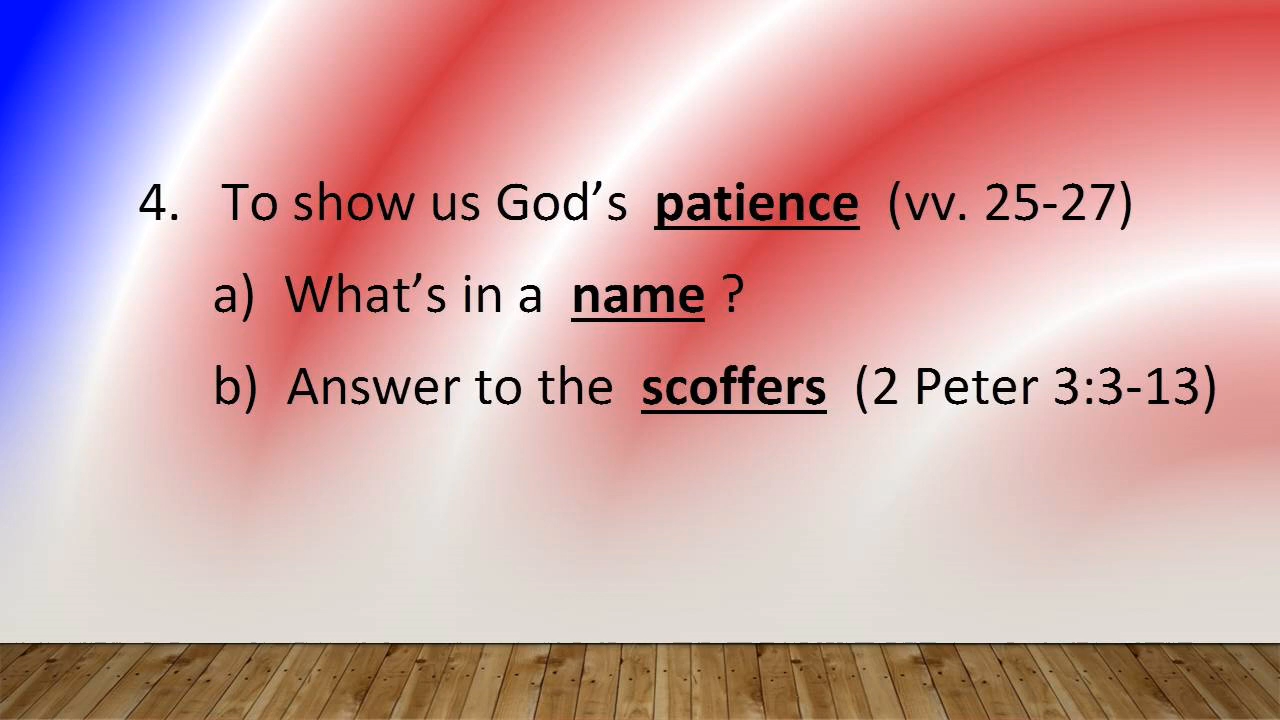 4. To show us God’s patience (vv. 25-27)
a) What’s in a name ?
b) Answer to the scoffers (2 Peter 3:3-13)